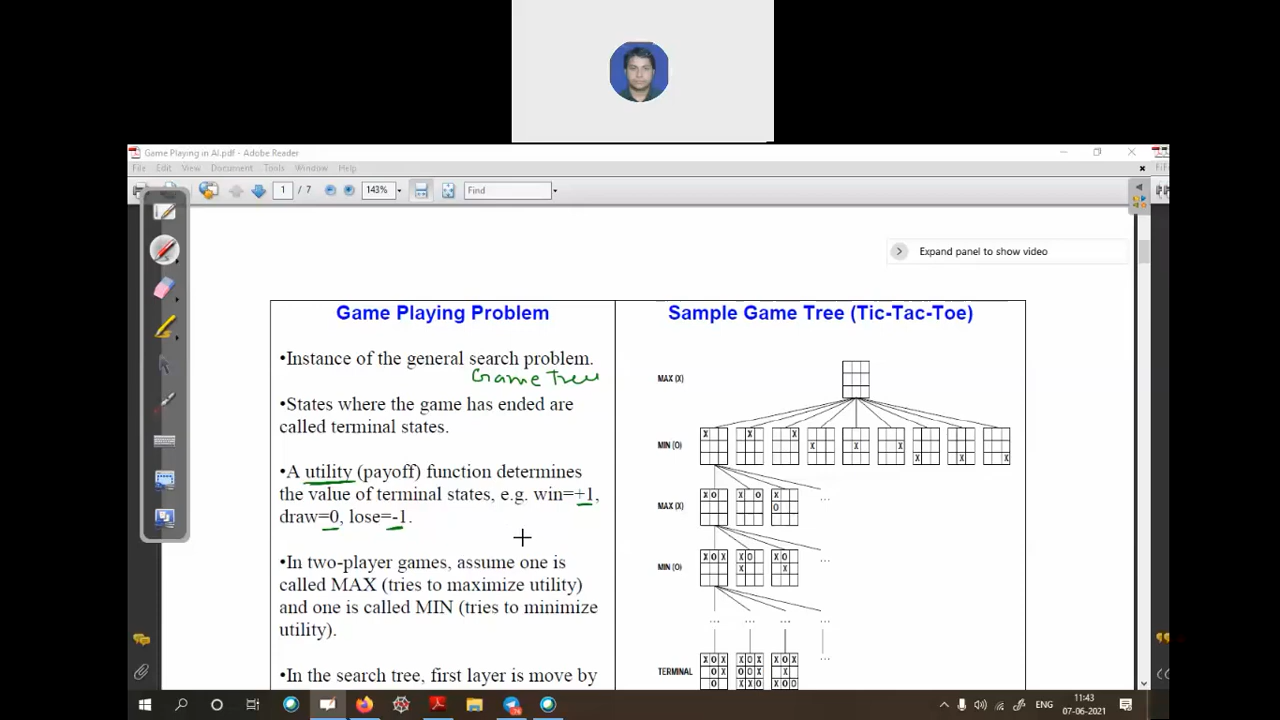 Game Playing in AI.pdf - Adobe Reader
File Edit View Document Tools Window Help
1 / 7 143% Find
Expand panel to show video
Game Playing Problem
•Instance of the general search problem.
Game Tree
•States where the game has ended are
called terminal states.
•A utility (payoff) function determines
the value of terminal states, e.g. win=+1,
draw=0, lose=-1.
•In two-player games, assume one is
called MAX (tries to maximize utility)
and one is called MIN (tries to minimize
utility).
•In the search tree, first layer is move by
Sample Game Tree (Tic-Tac-Toe)
MAX (X)
MIN (O)
X X X X X X X X X
MAX (X)
X O X O X
O
...
MIN (O)
X O X X O X O
X X
...
... ... ... ...
TERMINAL
X O X X O X X O X
O O X X
O X X O X O O
ENG
11:43
07-06-2021